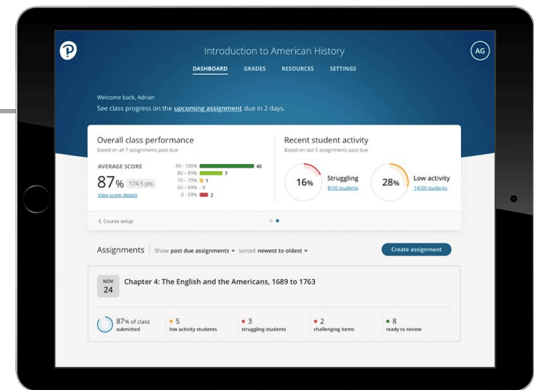 P
Introduction to American History
AG
DASHBOARD GRADES RESOURCES SETTINGS
Welcome back, Adrian
See class progress on the upcoming assignment due in 2 days.
Overall class performance
Based on all 7 assignments past due
AVERAGE SCORE
87% 174.5 pts
View score details
90 - 100% 40
80 – 89% 7
70 – 79% 1
60 – 69% 0
0 - 59% 2
Recent student activity
Based on last 5 assignments past due
16% Struggling
8/50 students
28% Low activity
14/50 students
< Course setup
Assignments Show past due assignments sorted newest to oldest
Create assignment
NOV
24
Chapter 4: The English and the Americans, 1689 to 1763
87% of class
submitted
5
low activity students
3
struggling students
2
challenging items
8
ready to review